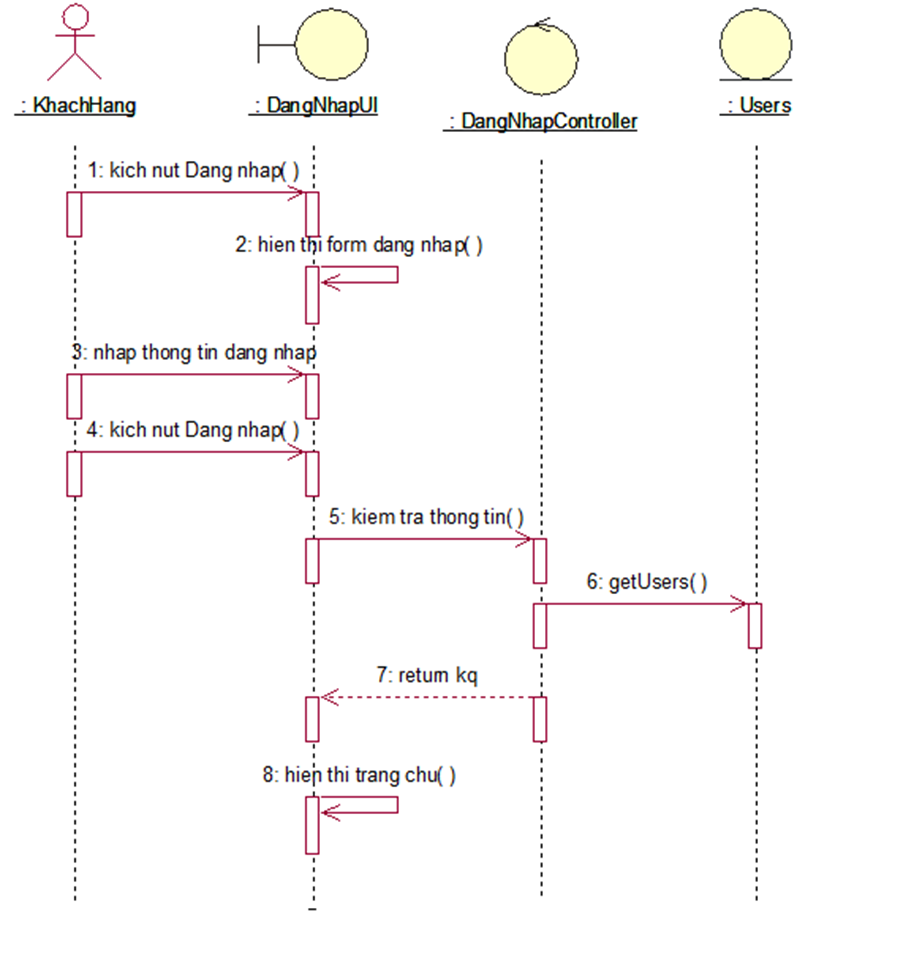 : KhachHang
: DangNhapUI
: DangNhapController
: Users
1: kich nut Dang nhap( )
2: hien thi form dang nhap( )
3: nhap thong tin dang nhap
4: kich nut Dang nhap( )
5: kiem tra thong tin( )
6: getUsers( )
7: return kq
8: hien thi trang chu( )